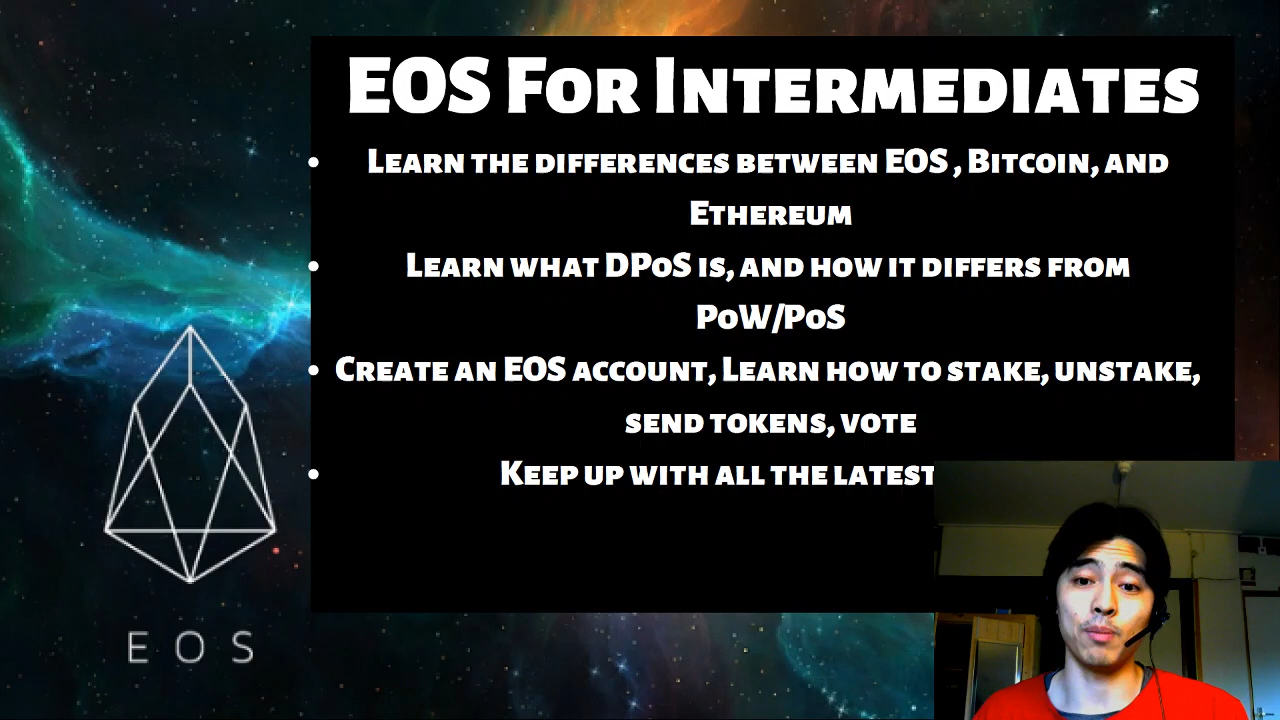 EOS For Intermediates
• Learn the differences between EOS , Bitcoin, and
Ethereum
• Learn what DPoS is, and how it differs from
PoW/PoS
• Create an EOS account, Learn how to stake, unstake,
send tokens, vote
• Keep up with all the latest
EOS